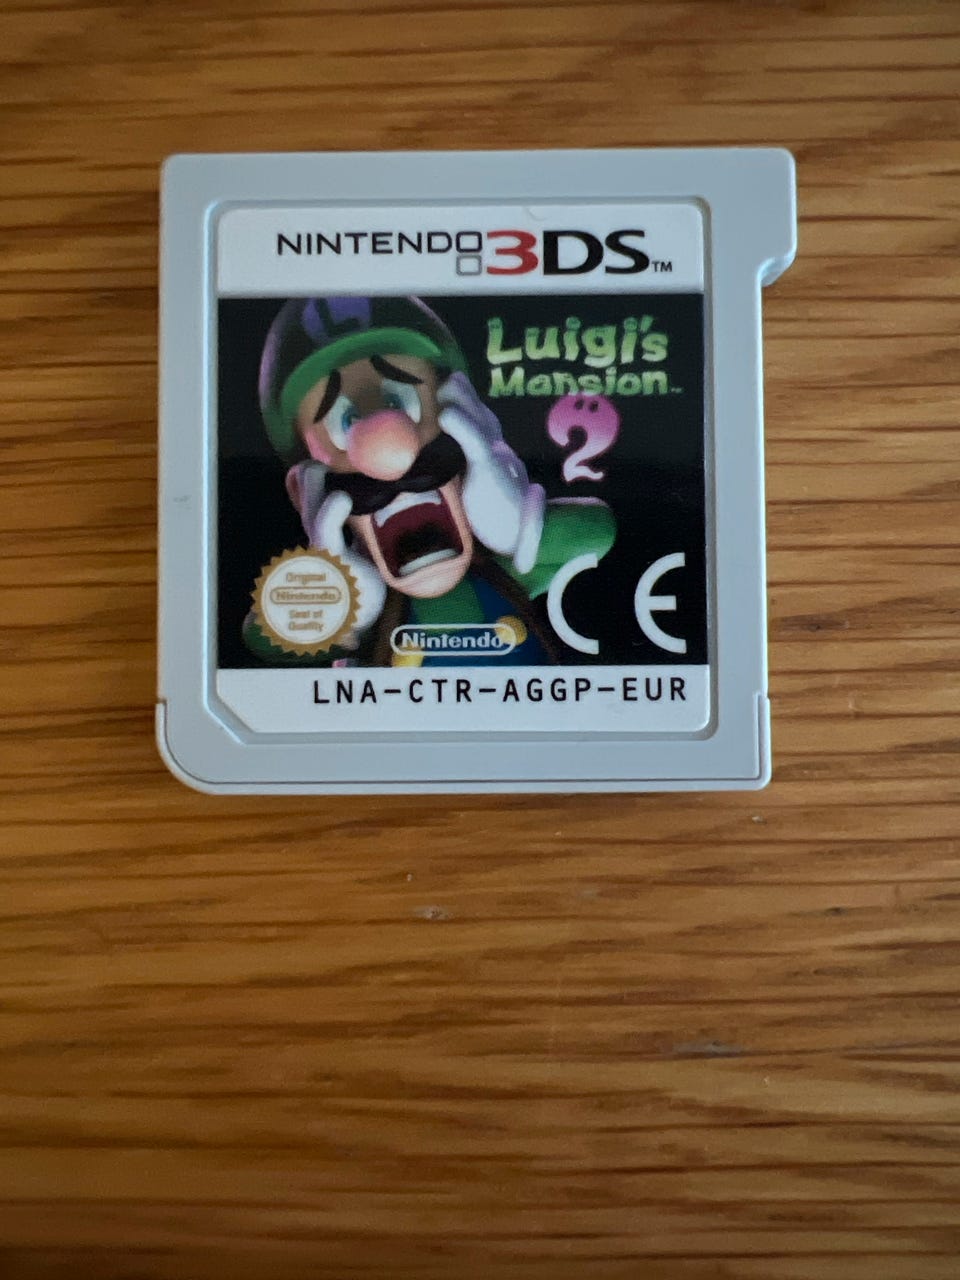 NINTENDO 3DS™
Luigi's
Mansion™
2
Original
Nintendo
Seal of
Quality
Nintendo
CE
LNA-CTR-AGGP-EUR